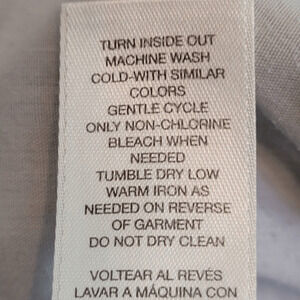 TURN INSIDE OUT
MACHINE WASH
COLD-WITH SIMILAR
COLORS
GENTLE CYCLE
ONLY NON-CHLORINE
BLEACH WHEN
NEEDED
TUMBLE DRY LOW
WARM IRON AS
NEEDED ON REVERSE
OF GARMENT
DO NOT DRY CLEAN
VOLTEAR AL REVÉS
LAVAR A MÁQUINA CON